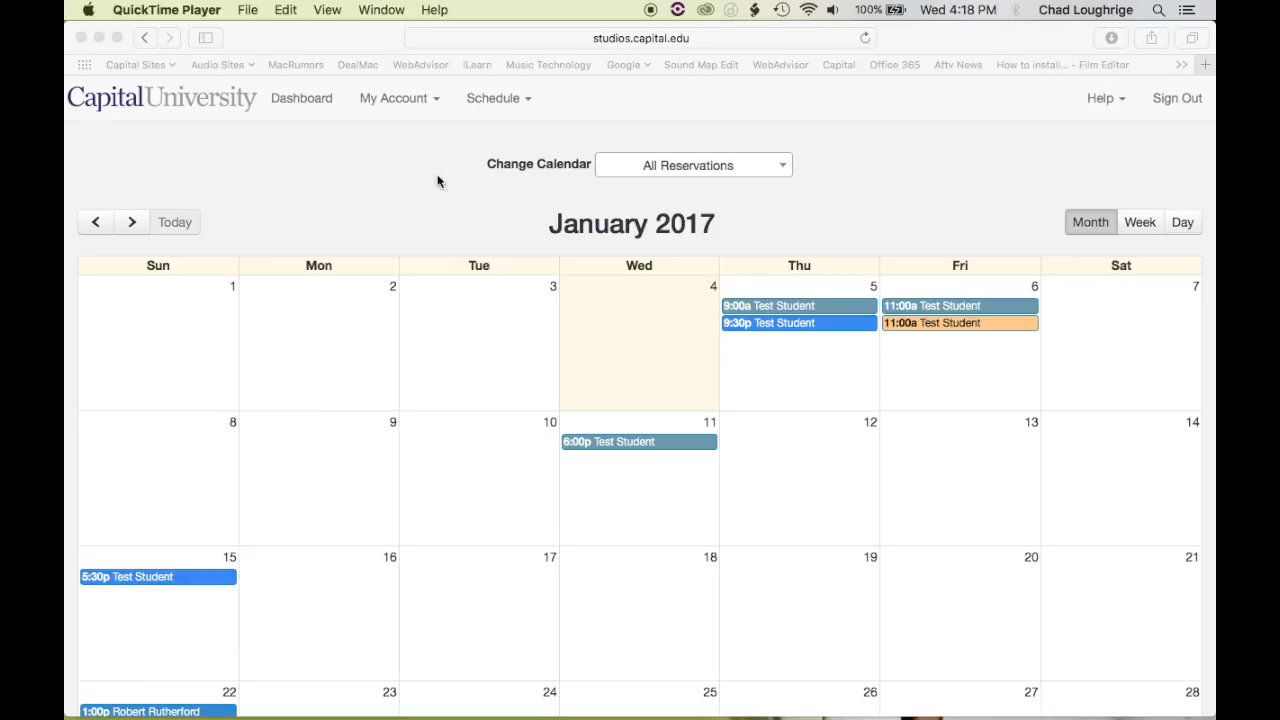 QuickTime Player File Edit View Window Help 100% Wed 4:18 PM Chad Loughrige
studios.capital.edu
Capital Sites Audio Sites MacRumors DealMac WebAdvisor iLearn Music Technology Google Sound Map Edit WebAdvisor Capital Office 365 Aftv News How to install... - Film Editor >>
CapitalUniversity Dashboard My Account Schedule Help Sign Out
Change Calendar All Reservations
Today January 2017 Month Week Day
Sun Mon Tue Wed Thu Fri Sat
1 2 3 4 5 6 7
9:00a Test Student 11:00a Test Student
9:30p Test Student 11:00a Test Student
8 9 10 11 12 13 14
6:00p Test Student
15 16 17 18 19 20 21
5:30p Test Student
22 23 24 25 26 27 28
1:00p Robert Rutherford